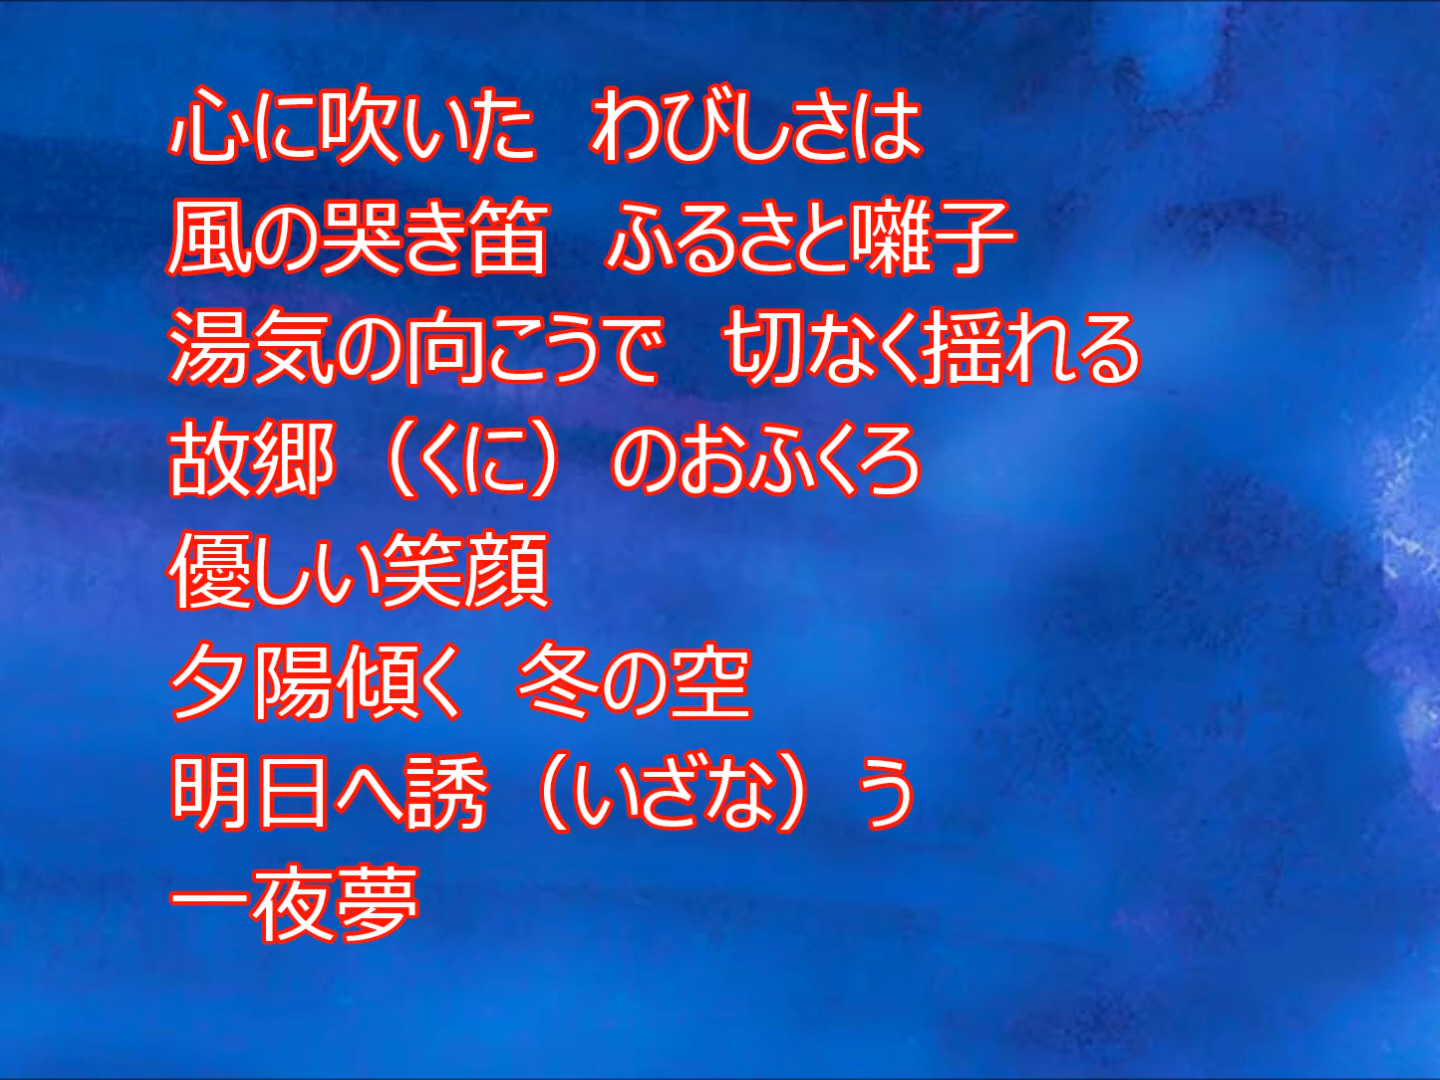 心に吹いた　わびしさは
風の哭き笛　ふるさと囃子
湯気の向こうで　切なく揺れる
故郷（くに）のおふくろ
優しい笑顔
夕陽傾く　冬の空
明日へ誘（いざな）う
一夜夢